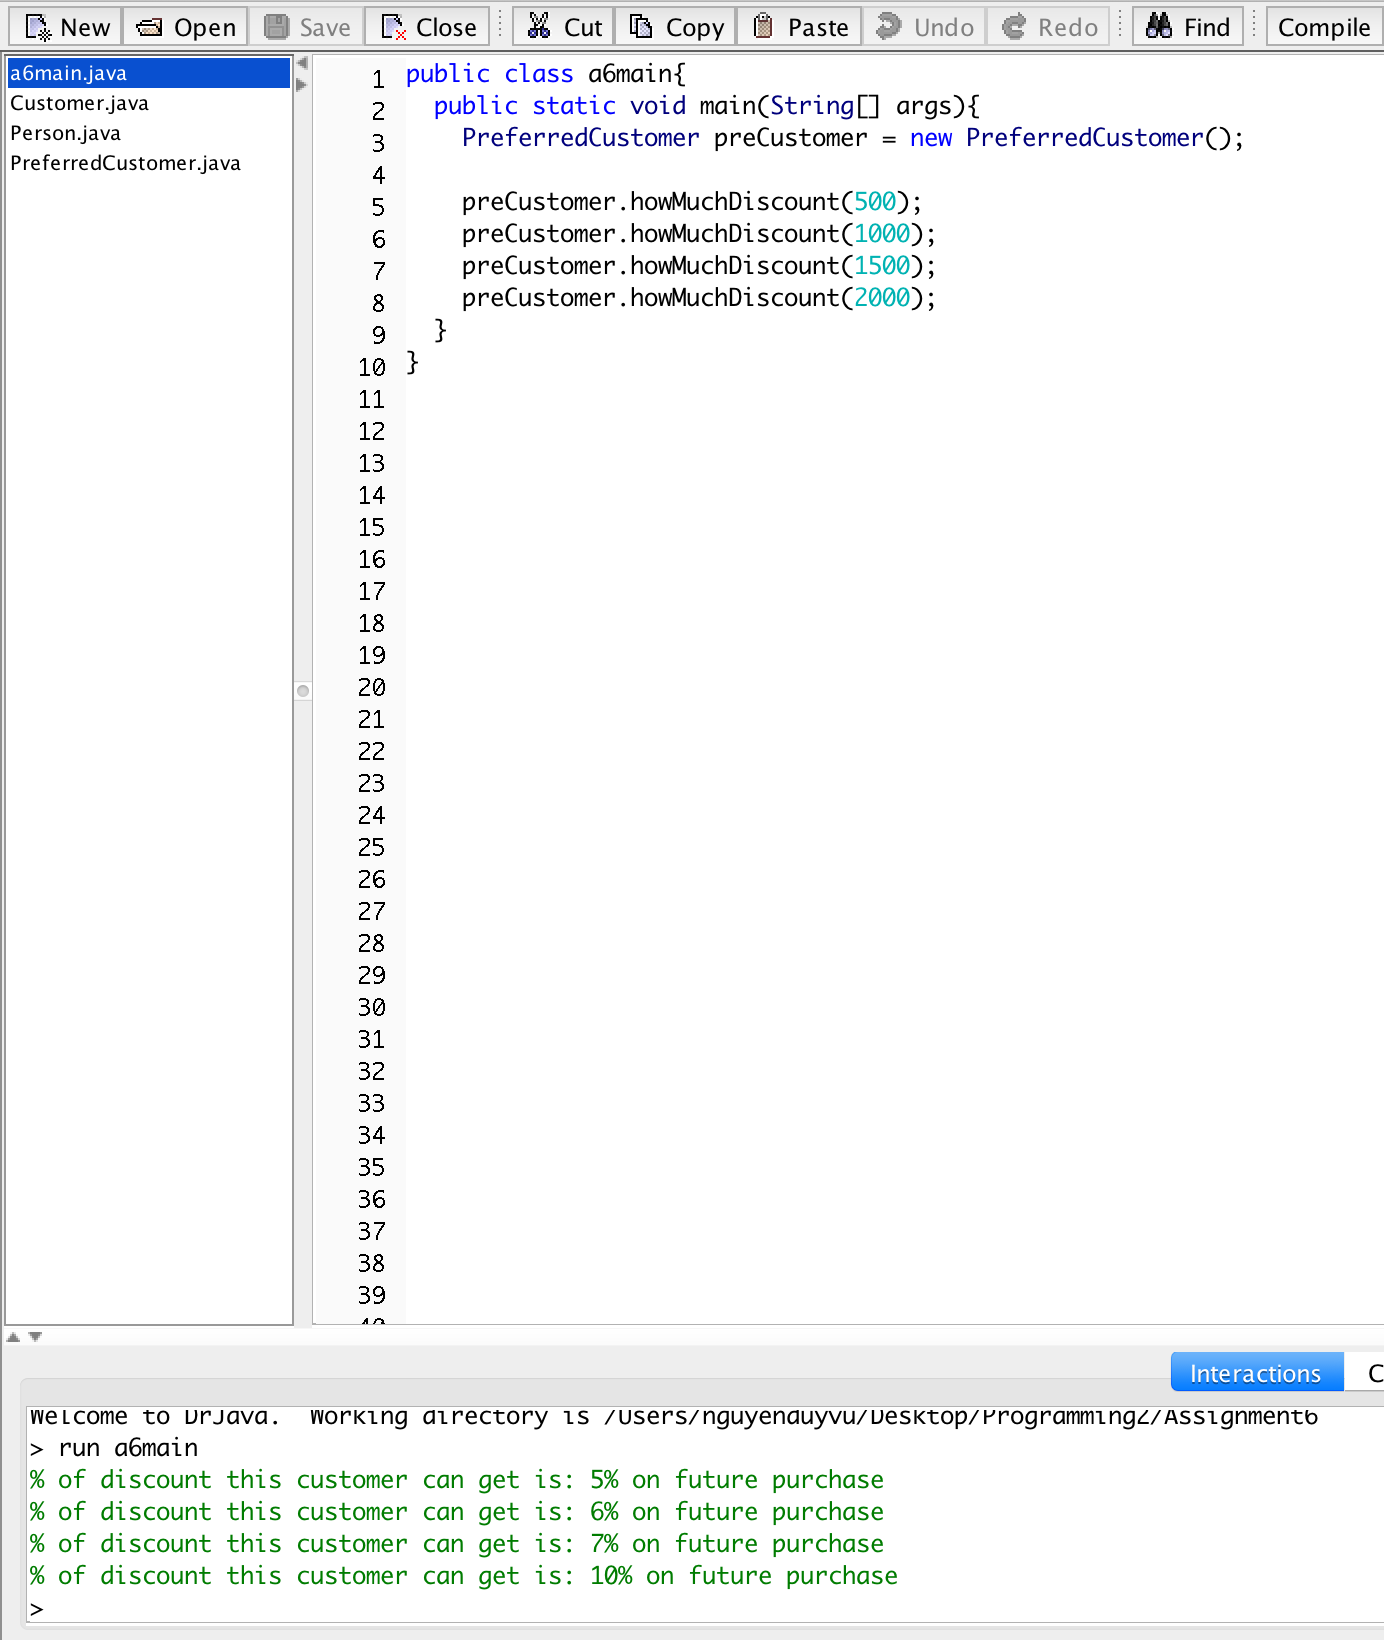 New Open Save Close Cut Copy Paste Undo Redo Find Compile
a6main.java
Customer.java
Person.java
PreferredCustomer.java
1 public class a6main{
2 public static void main(String[] args){
3 PreferredCustomer preCustomer = new PreferredCustomer();
4
5 preCustomer.howMuchDiscount(500);
6 preCustomer.howMuchDiscount(1000);
7 preCustomer.howMuchDiscount(1500);
8 preCustomer.howMuchDiscount(2000);
9 }
10 }
11
12
13
14
15
16
17
18
19
20
21
22
23
24
25
26
27
28
29
30
31
32
33
34
35
36
37
38
39
40
Interactions C
Welcome to DrJava. Working directory is /Users/nguyenduyvu/Desktop/Programming2/Assignment6
> run a6main
% of discount this customer can get is: 5% on future purchase
% of discount this customer can get is: 6% on future purchase
% of discount this customer can get is: 7% on future purchase
% of discount this customer can get is: 10% on future purchase
>